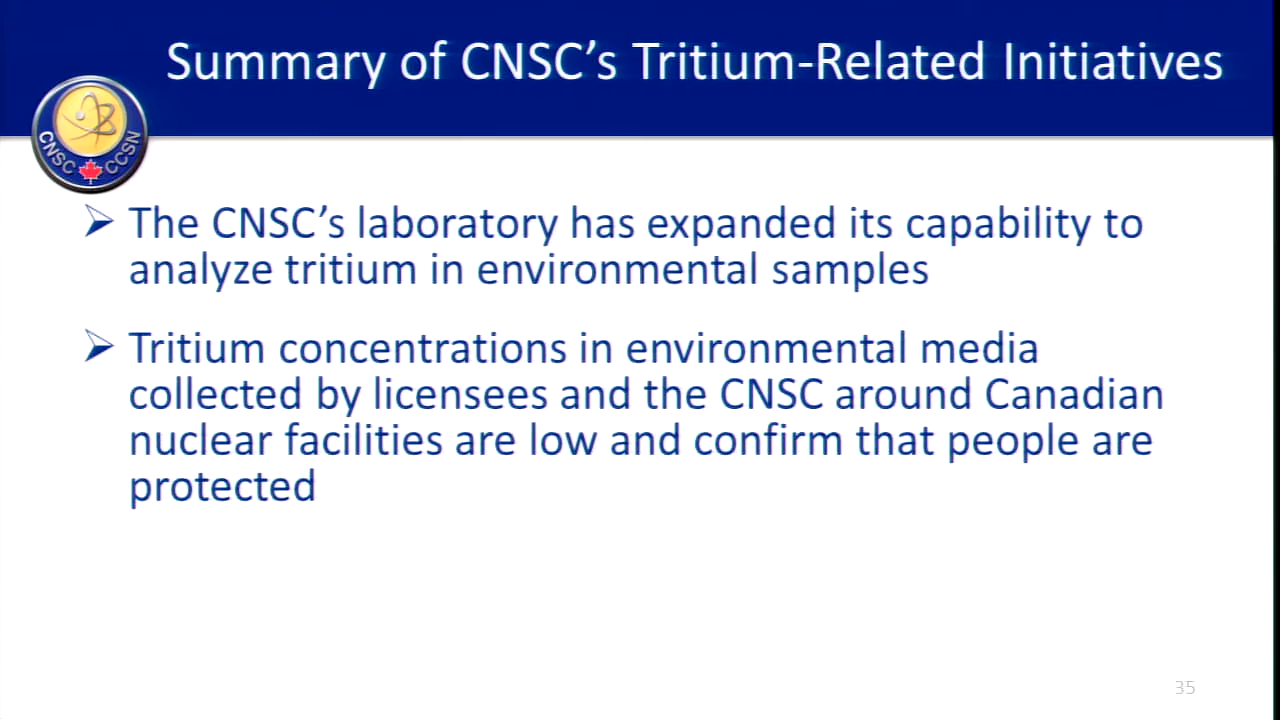 Summary of CNSC’s Tritium-Related Initiatives
CNSC CCSN
➢ The CNSC’s laboratory has expanded its capability to
analyze tritium in environmental samples
➢ Tritium concentrations in environmental media
collected by licensees and the CNSC around Canadian
nuclear facilities are low and confirm that people are
protected
35